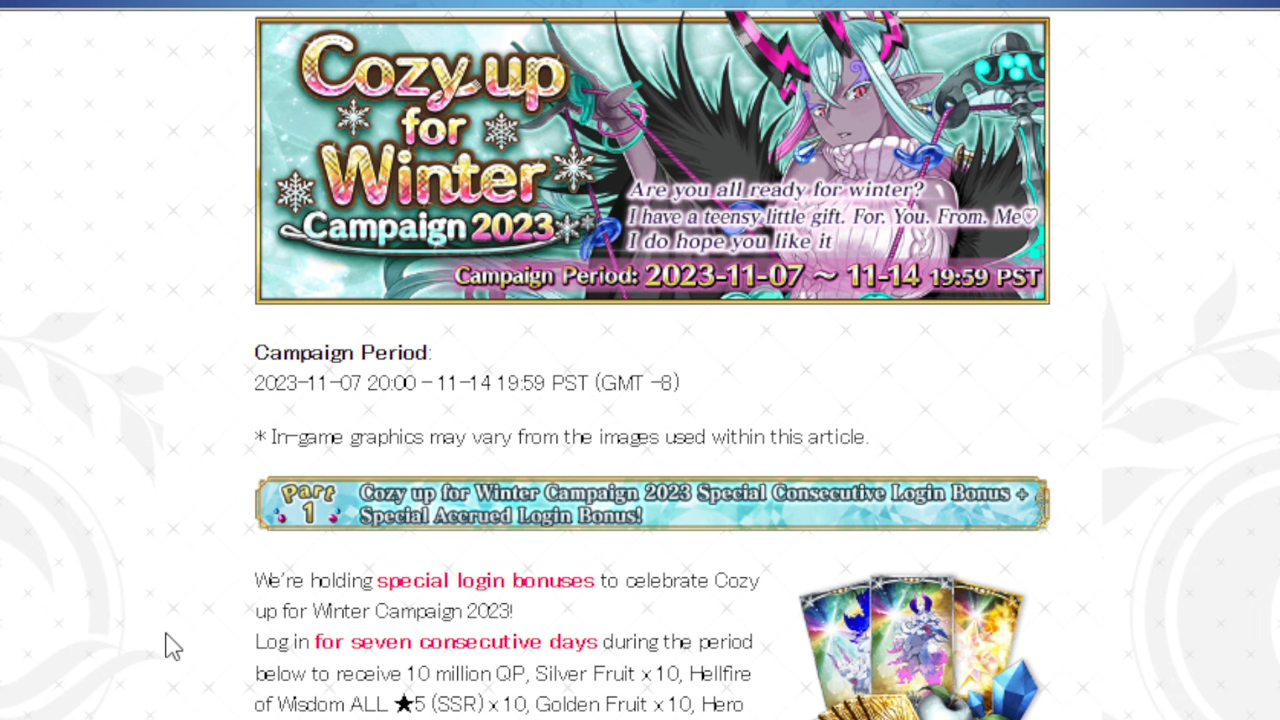 Cozy up
for
Winter
Campaign 2023
Are you all ready for winter?
I have a teensy little gift. For. You. From. Me♡
I do hope you like it
Campaign Period: 2023-11-07 ~ 11-14 19:59 PST
Campaign Period:
2023-11-07 20:00 - 11-14 19:59 PST (GMT -8)
* In-game graphics may vary from the images used within this article.
Part 1
Cozy up for Winter Campaign 2023 Special Consecutive Login Bonus +
Special Accrued Login Bonus!
We're holding special login bonuses to celebrate Cozy
up for Winter Campaign 2023!
Log in for seven consecutive days during the period
below to receive 10 million QP, Silver Fruit x 10, Hellfire
of Wisdom ALL ★5 (SSR) x 10, Golden Fruit x 10, Hero